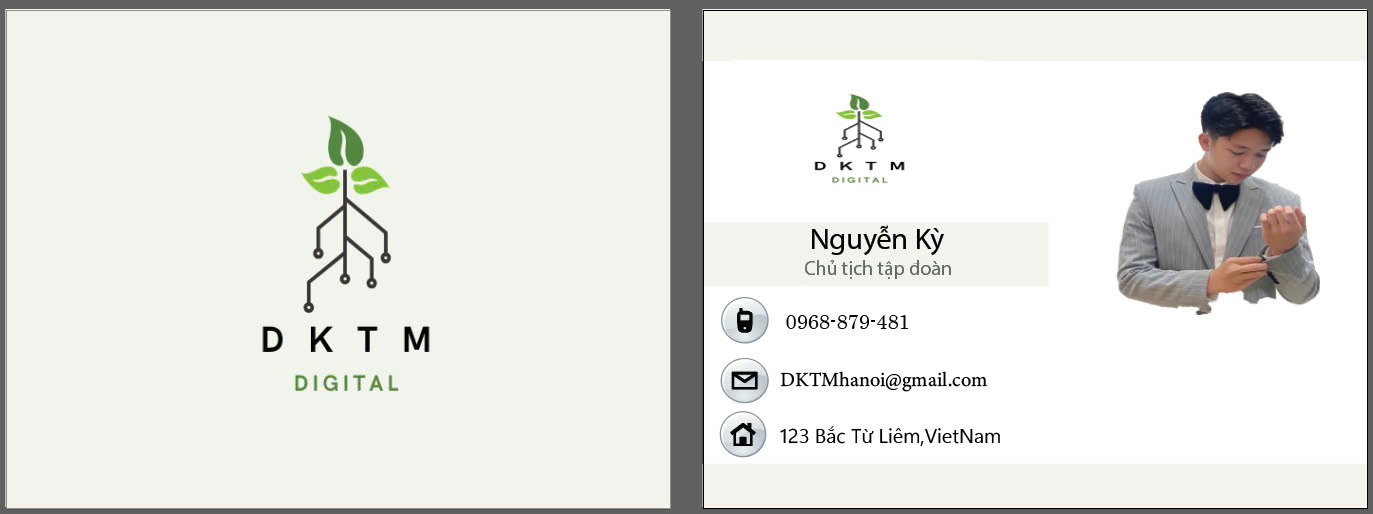 D K T M
DIGITAL
D K T M
DIGITAL
Nguyễn Kỳ
Chủ tịch tập đoàn
0968-879-481
DKTMhanoi@gmail.com
123 Bắc Từ Liêm,VietNam